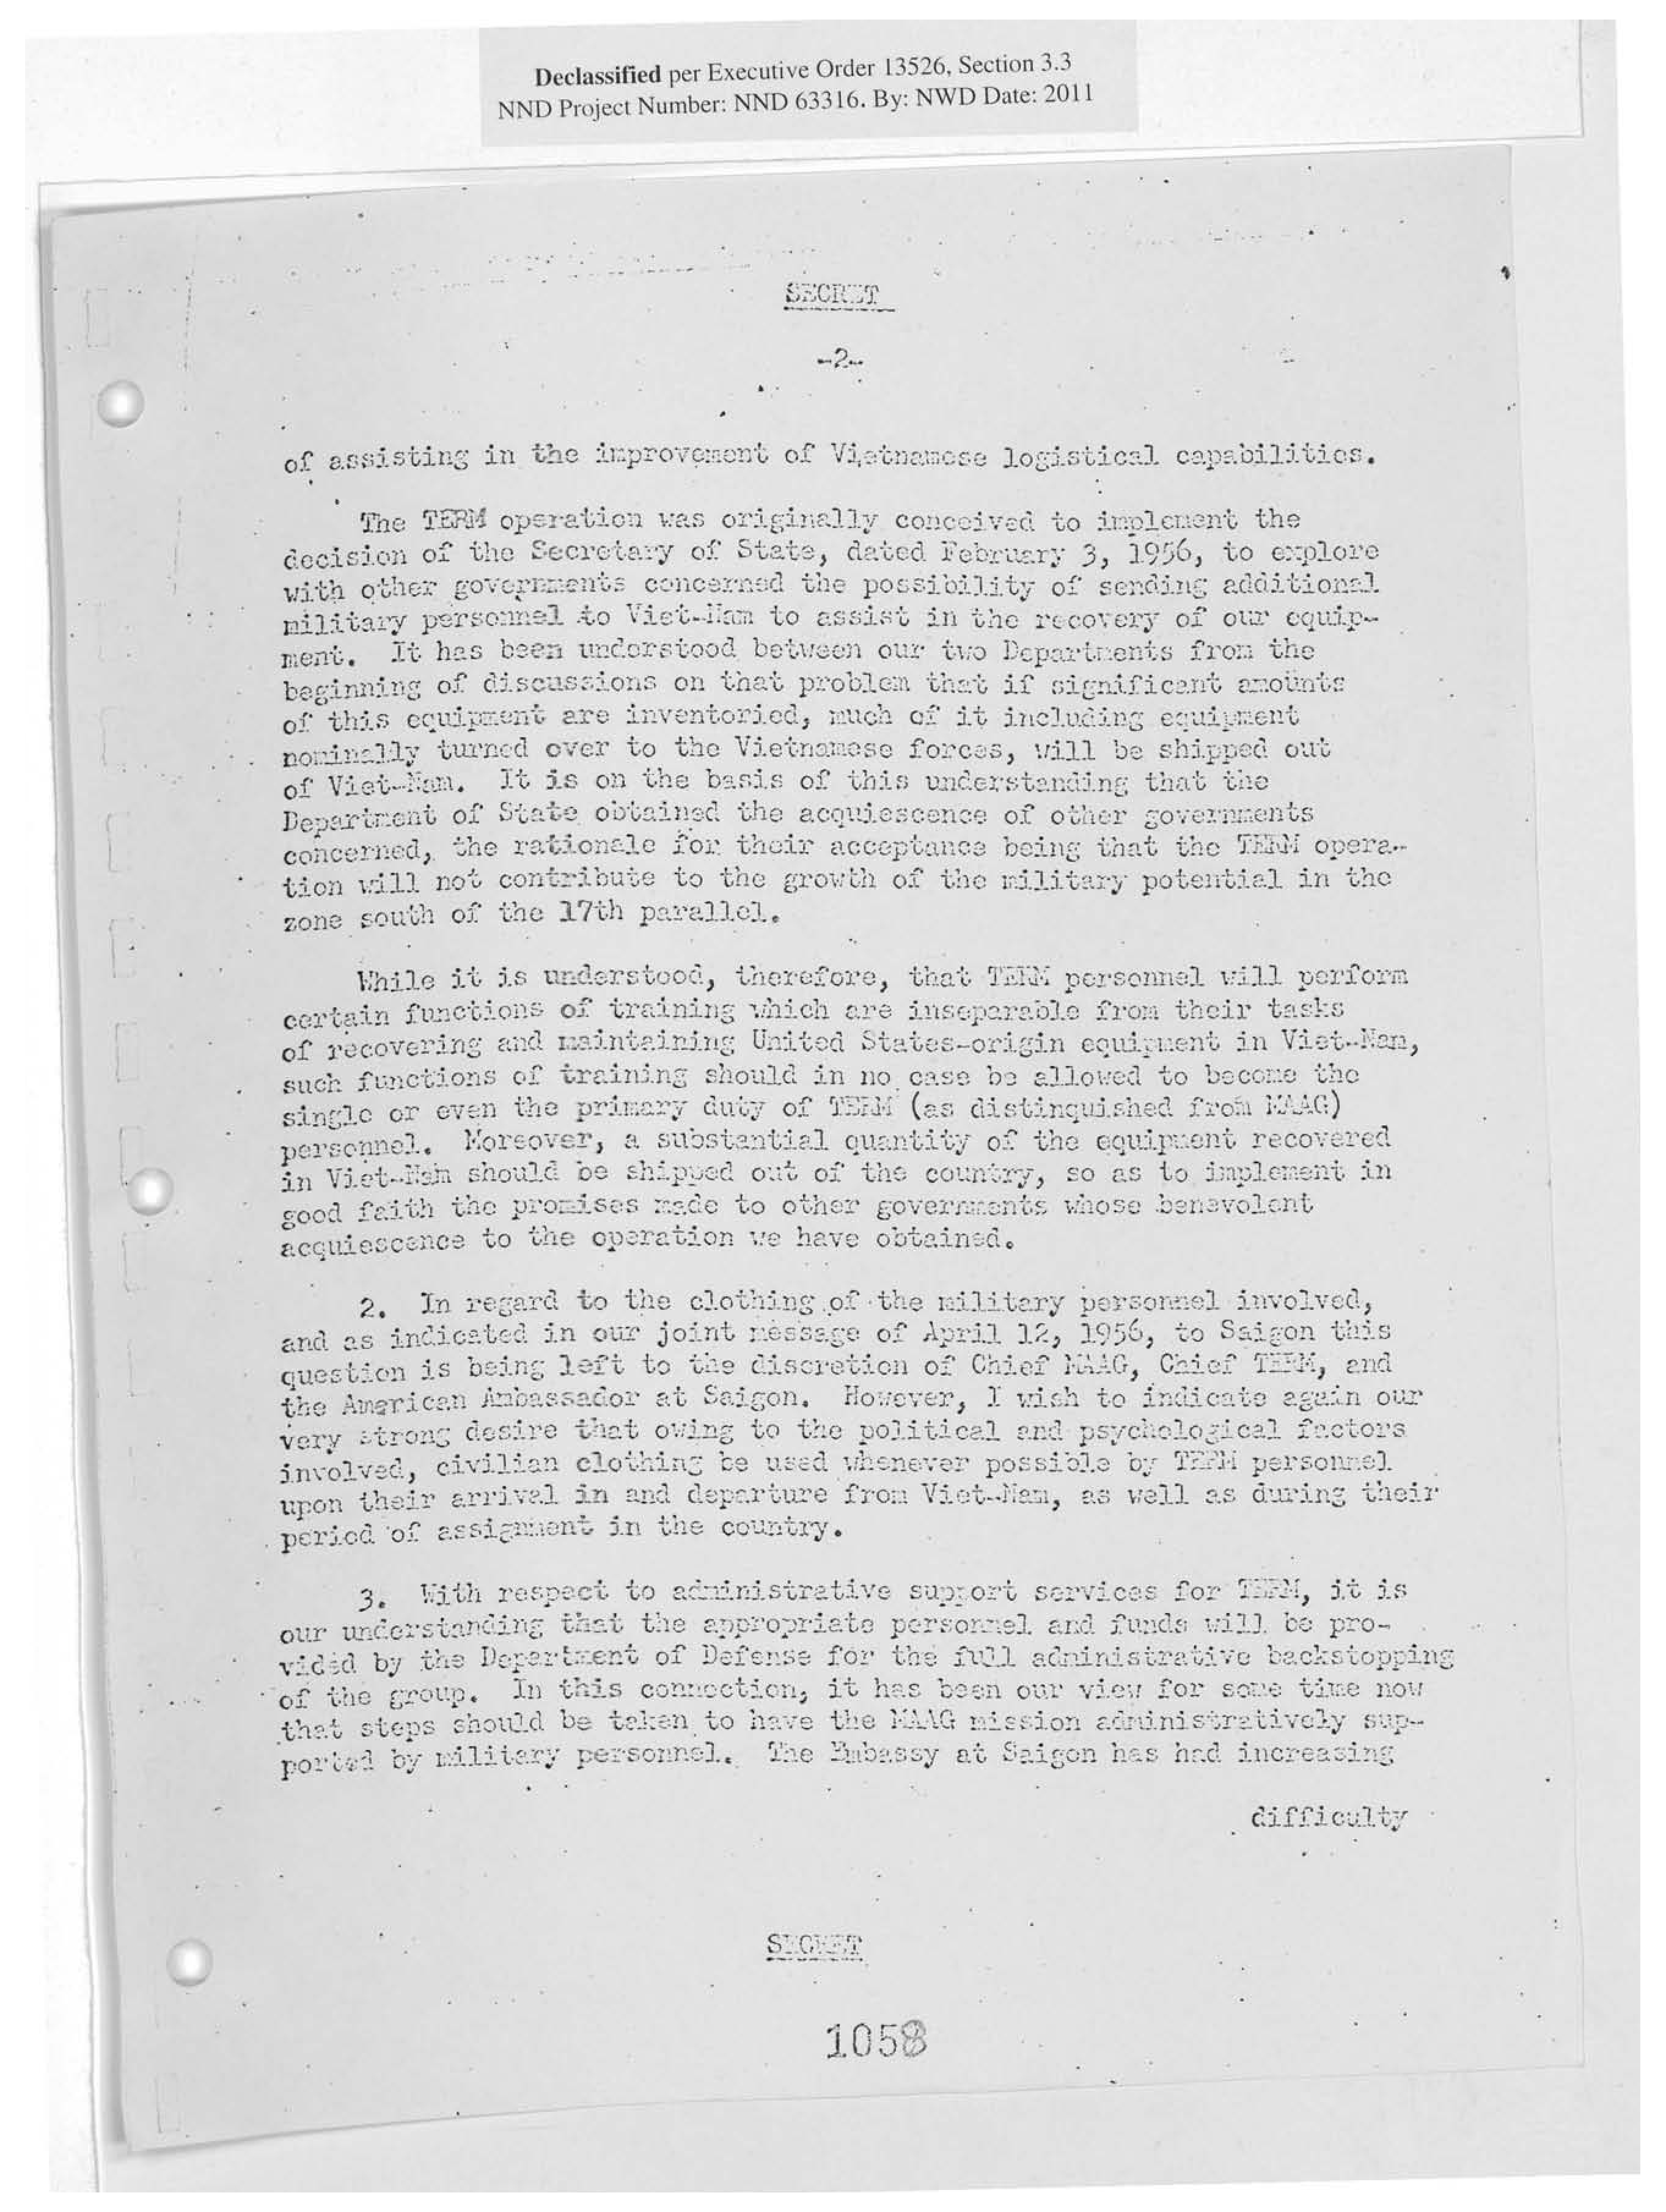 Declassified per Executive Order 13526, Section 3.3
NND Project Number: NND 63316. By: NWD Date: 2011
SECRET
-2-
of assisting in the improvement of Vietnamese logistical capabilities.
The TERM operation was originally conceived to implement the
decision of the Secretary of State, dated February 3, 1956, to explore
with other governments concerned the possibility of sending additional
military personnel to Viet-Nam to assist in the recovery of our equip-
ment. It has been understood between our two Departments from the
beginning of discussions on that problem that if significant amounts
of this equipment are inventoried, much of it including equipment
nominally turned over to the Vietnamese forces, will be shipped out
of Viet-Nam. It is on the basis of this understanding that the
Department of State obtained the acquiescence of other governments
concerned, the rationale for their acceptance being that the TERM opera-
tion will not contribute to the growth of the military potential in the
zone south of the 17th parallel.
While it is understood, therefore, that TERM personnel will perform
certain functions of training which are inseparable from their tasks
of recovering and maintaining United States-origin equipment in Viet-Nam,
such functions of training should in no case be allowed to become the
single or even the primary duty of TERM (as distinquished from MAAG)
personnel. Moreover, a substantial quantity of the equipment recovered
in Viet-Nam should be shipped out of the country, so as to implement in
good faith the promises made to other governments whose benevolent
acquiescence to the operation we have obtained.
2. In regard to the clothing of the military personnel involved,
and as indicated in our joint message of April 12, 1956, to Saigon this
question is being left to the discretion of Chief MAAG, Chief TERM, and
the American Ambassador at Saigon. However, I wish to indicate again our
very strong desire that owing to the political and psychological factors
involved, civilian clothing be used whenever possible by TERM personnel
upon their arrival in and departure from Viet-Nam, as well as during their
period of assignment in the country.
3. With respect to administrative support services for TERM, it is
our understanding that the appropriate personnel and funds will be pro-
vided by the Department of Defense for the full administrative backstopping
of the group. In this connection, it has been our view for some time now
that steps should be taken to have the MAAG mission administratively sup-
ported by military personnel. The Embassy at Saigon has had increasing
difficulty
SECRET
1058